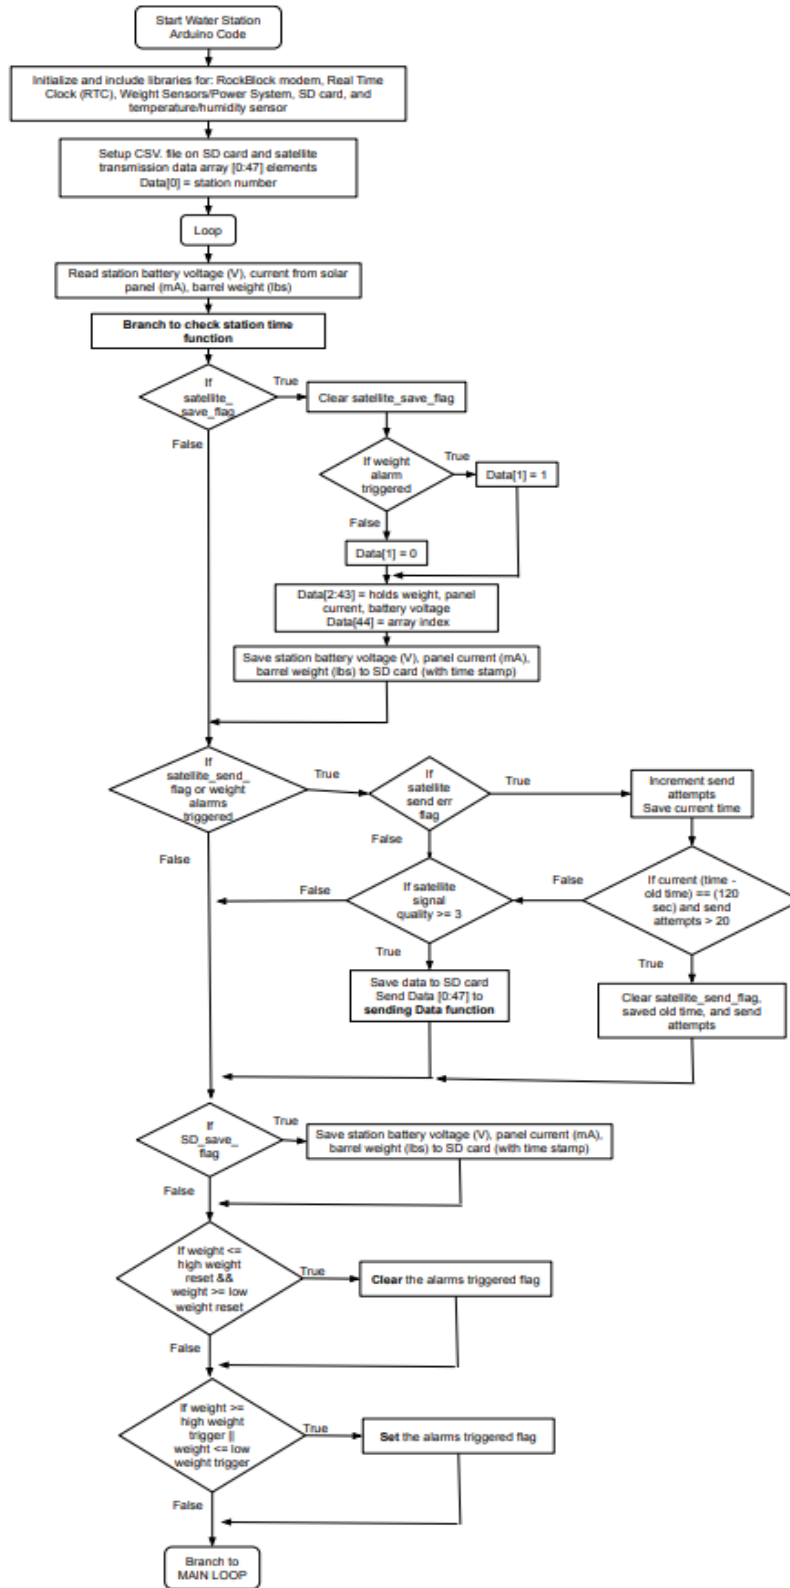 Start Water Station
Arduino Code
Initialize and include libraries for: RockBlock modem, Real Time
Clock (RTC), Weight Sensors/Power System, SD card, and
temperature/humidity sensor
Setup CSV. file on SD card and satellite
transmission data array [0:47] elements
Data[0] = station number
Loop
Read station battery voltage (V), current from solar
panel (mA), barrel weight (lbs)
Branch to check station time
function
If
satellite_
save_flag
True
Clear satellite_save_flag
False
If weight
alarm
triggered
True
Data[1] = 1
False
Data[1] = 0
Data[2:43] = holds weight, panel
current, battery voltage
Data[44] = array index
Save station battery voltage (V), panel current (mA),
barrel weight (lbs) to SD card (with time stamp)
If
satellite_send_
flag or weight
alarms
triggered
True
If
satellite
send err
flag
True
Increment send
attempts
Save current time
False
False
If satellite
signal
quality >= 3
False
False
If current (time -
old time) == (120
sec) and send
attempts > 20
True
True
Save data to SD card
Send Data [0:47] to
sending Data function
Clear satellite_send_flag,
saved old time, and send
attempts
If
SD_save_
flag
True
Save station battery voltage (V), panel current (mA),
barrel weight (lbs) to SD card (with time stamp)
False
If weight <=
high weight
reset &&
weight >= low
weight reset
True
Clear the alarms triggered flag
False
If weight >=
high weight
trigger ||
weight <= low
weight trigger
True
Set the alarms triggered flag
False
Branch to
MAIN LOOP